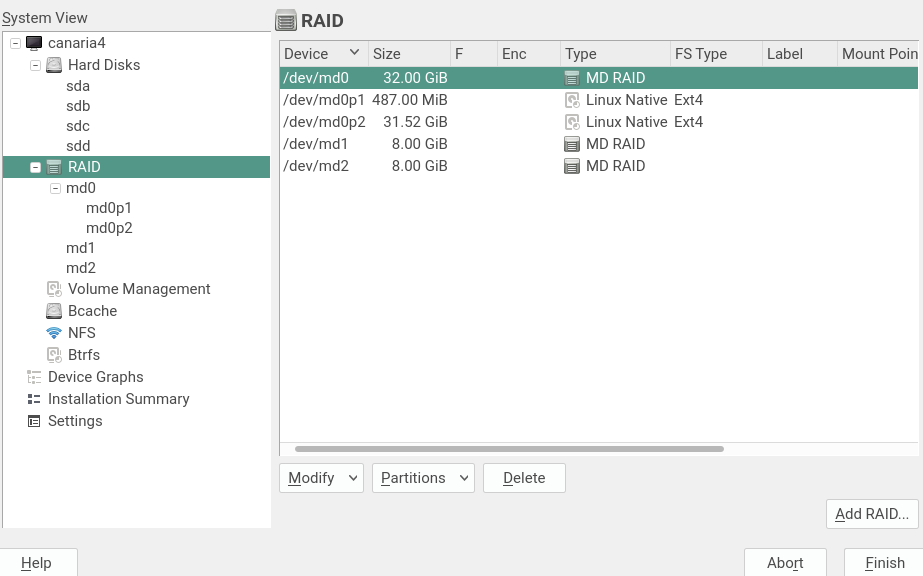 System View
canaria4
Hard Disks
sda
sdb
sdc
sdd
RAID
md0
md0p1
md0p2
md1
md2
Volume Management
Bcache
NFS
Btrfs
Device Graphs
Installation Summary
Settings
RAID
Device Size F Enc Type FS Type Label Mount Poin
/dev/md0 32.00 GiB MD RAID
/dev/md0p1 487.00 MiB Linux Native Ext4
/dev/md0p2 31.52 GiB Linux Native Ext4
/dev/md1 8.00 GiB MD RAID
/dev/md2 8.00 GiB MD RAID
Modify Partitions Delete
Add RAID...
Help Abort Finish